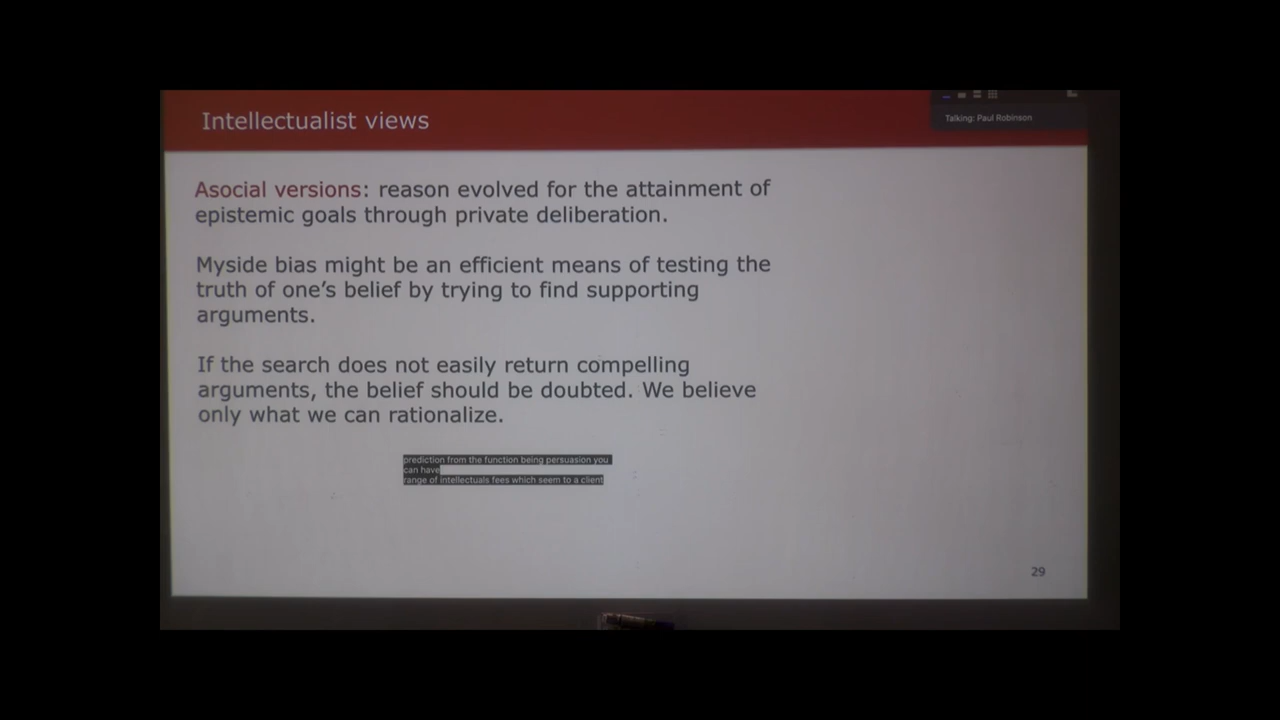 Intellectualist views
Talking: Paul Robinson
Asocial versions: reason evolved for the attainment of
epistemic goals through private deliberation.
Myside bias might be an efficient means of testing the
truth of one's belief by trying to find supporting
arguments.
If the search does not easily return compelling
arguments, the belief should be doubted. We believe
only what we can rationalize.
prediction from the function being persuasion you
can have
range of intellectuals fees which seem to a client
29